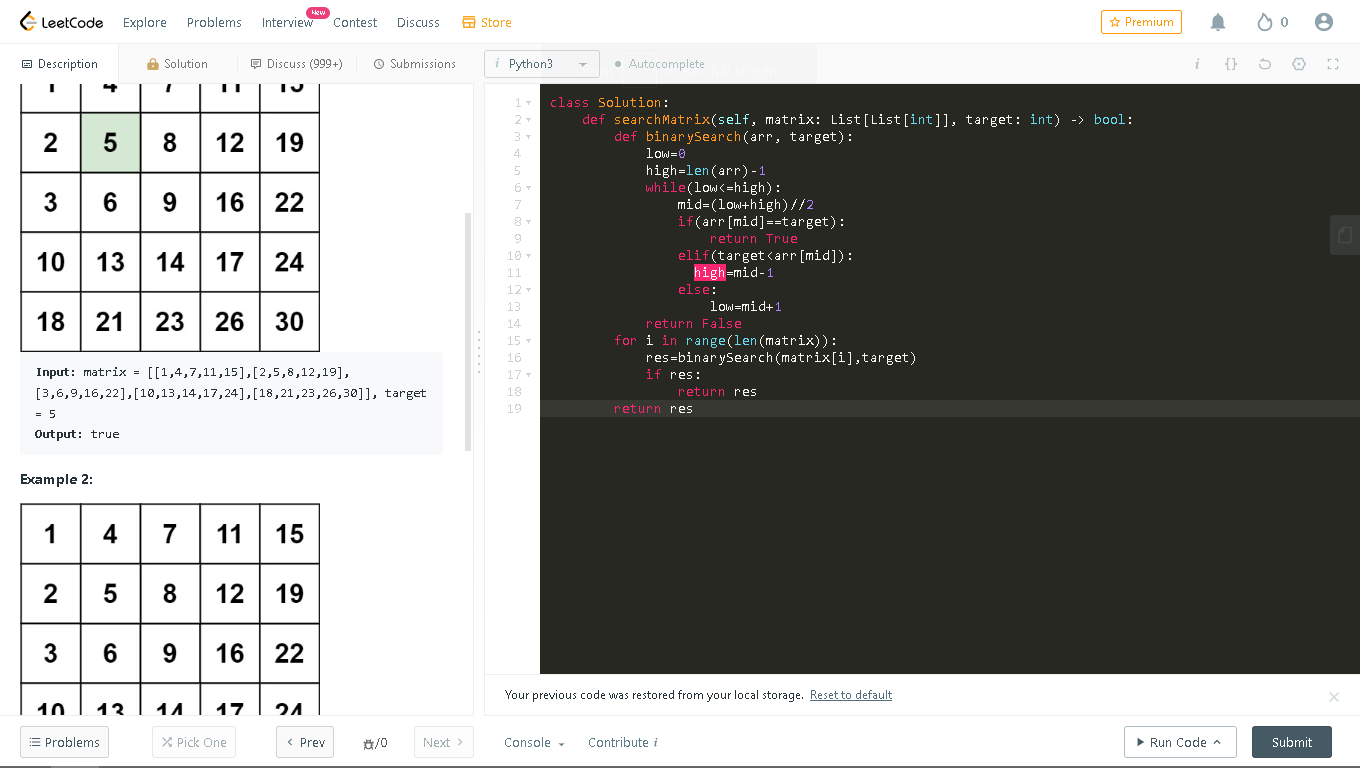 LeetCode Explore Problems Interview New Contest Discuss Store Premium 0
Description Solution Discuss (999+) Submissions i Python3 Autocomplete i {}
1 4 7 11 15
2 5 8 12 19
3 6 9 16 22
10 13 14 17 24
18 21 23 26 30
Input: matrix = [[1,4,7,11,15],[2,5,8,12,19],
[3,6,9,16,22],[10,13,14,17,24],[18,21,23,26,30]], target
= 5
Output: true
Example 2:
1 4 7 11 15
2 5 8 12 19
3 6 9 16 22
10 13 14 17 24
1 class Solution:
2 def searchMatrix(self, matrix: List[List[int]], target: int) -> bool:
3 def binarySearch(arr, target):
4 low=0
5 high=len(arr)-1
6 while(low<=high):
7 mid=(low+high)//2
8 if(arr[mid]==target):
9 return True
10 elif(target<arr[mid]):
11 high=mid-1
12 else:
13 low=mid+1
14 return False
15 for i in range(len(matrix)):
16 res=binarySearch(matrix[i],target)
17 if res:
18 return res
19 return res
Your previous code was restored from your local storage. Reset to default
Problems Pick One Prev /0 Next Console Contribute i Run Code Submit